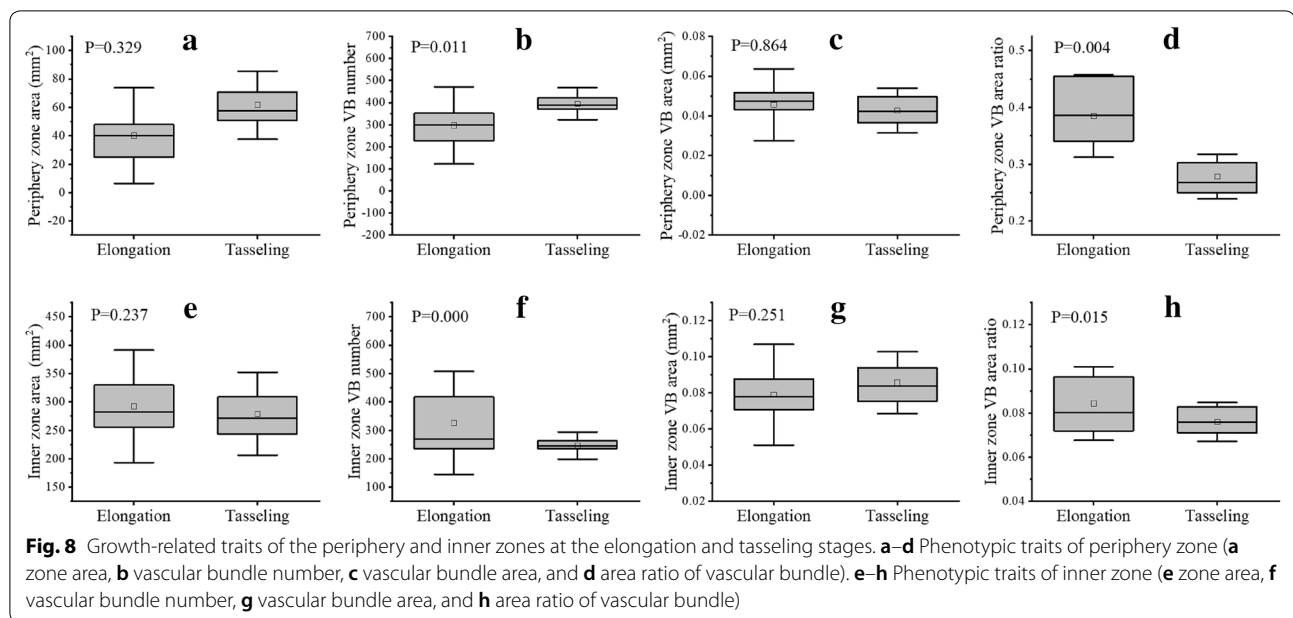 P=0.329 a
Periphery zone area (mm²)
100
80
60
40
20
0
-20
Elongation Tasseling
P=0.011 b
Periphery zone VB number
700
600
500
400
300
200
100
0
-100
-200
Elongation Tasseling
P=0.864 c
Periphery zone VB area (mm²)
0.08
0.06
0.04
0.02
0.00
-0.02
Elongation Tasseling
P=0.004 d
Periphery zone VB area ratio
0.5
0.4
0.3
0.2
Elongation Tasseling
P=0.237 e
Inner zone area (mm²)
450
400
350
300
250
200
150
Elongation Tasseling
P=0.000 f
Inner zone VB number
700
600
500
400
300
200
100
Elongation Tasseling
P=0.251 g
Inner zone VB area (mm²)
0.12
0.10
0.08
0.06
0.04
0.02
Elongation Tasseling
P=0.015 h
Inner zone VB area ratio
0.12
0.10
0.08
0.06
0.04
Elongation Tasseling
Fig. 8 Growth-related traits of the periphery and inner zones at the elongation and tasseling stages. a–d Phenotypic traits of periphery zone (a
zone area, b vascular bundle number, c vascular bundle area, and d area ratio of vascular bundle). e–h Phenotypic traits of inner zone (e zone area, f
vascular bundle number, g vascular bundle area, and h area ratio of vascular bundle)